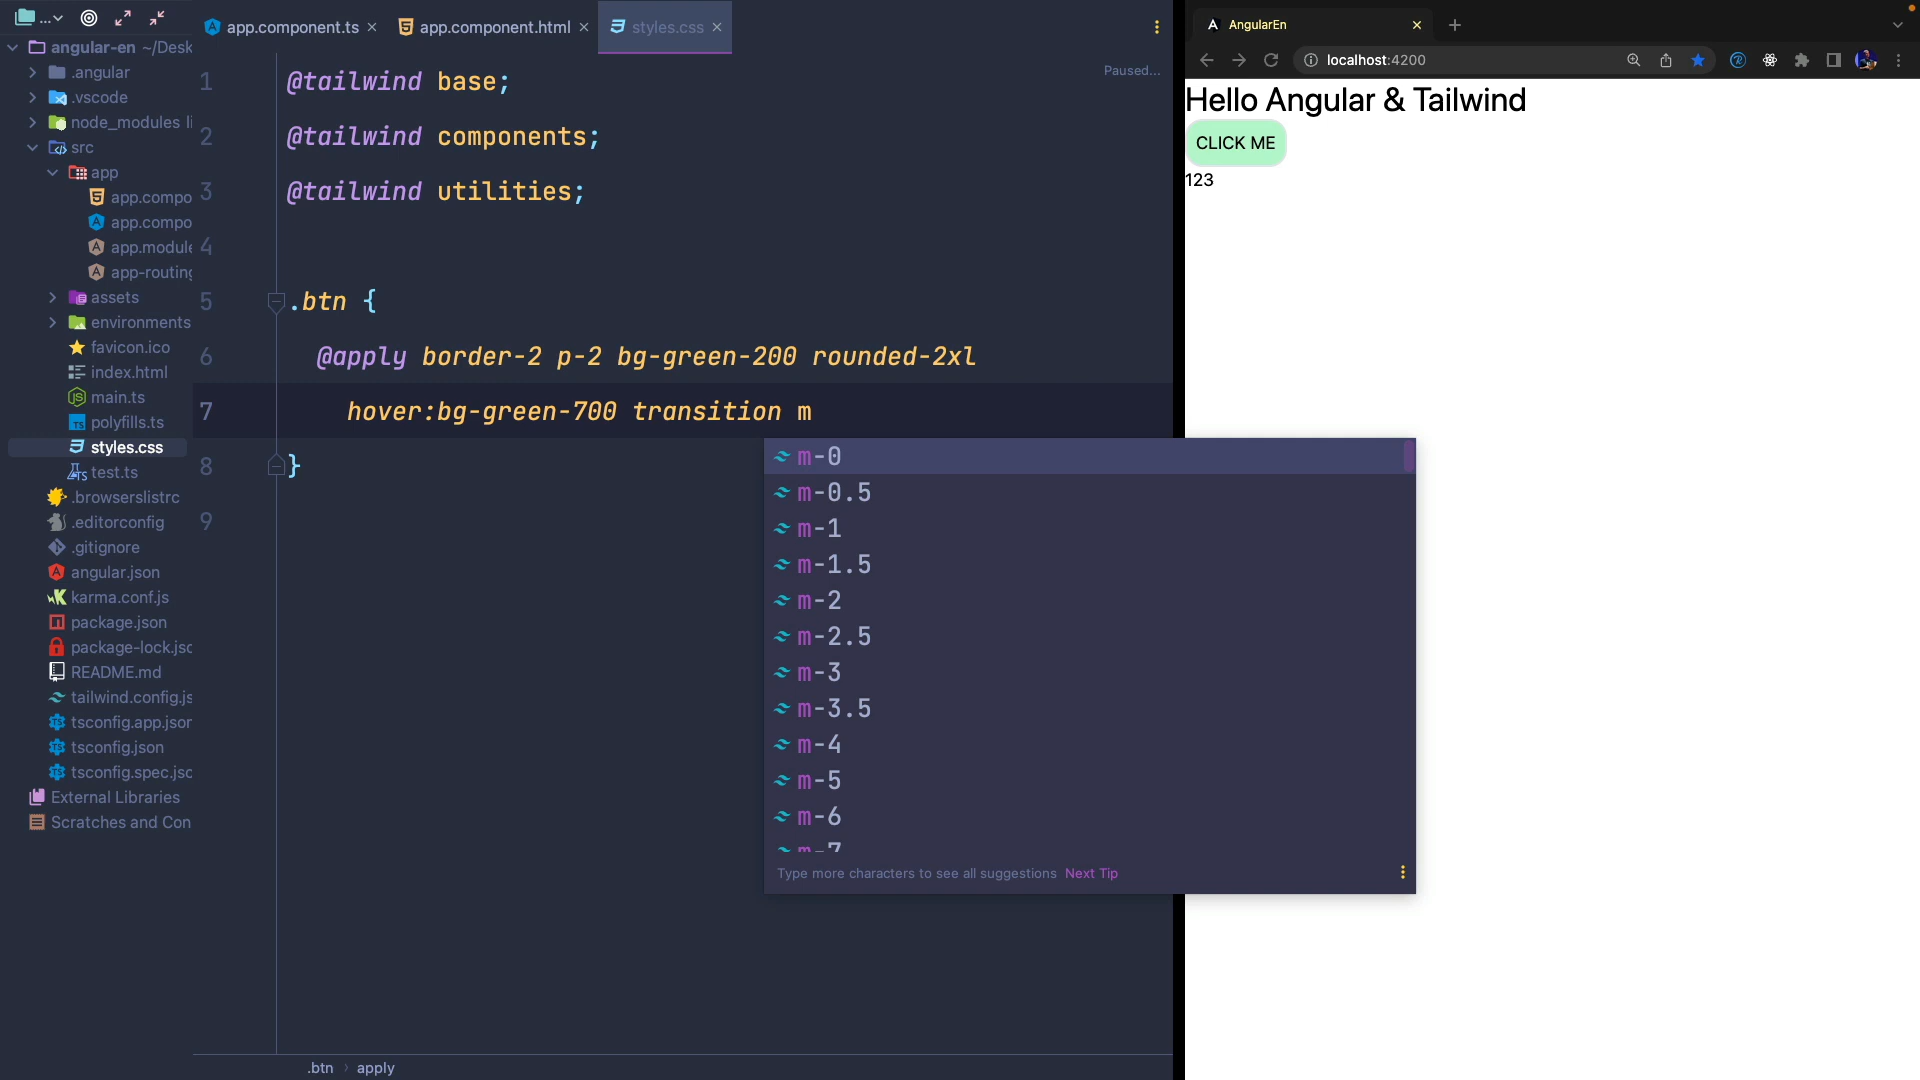 ...
angular-en ~/Desk
.angular
.vscode
node_modules li
src
app
app.compo
app.compo
app.module
app-routing
assets
environments
favicon.ico
index.html
main.ts
polyfills.ts
styles.css
test.ts
.browserslistrc
.editorconfig
.gitignore
angular.json
karma.conf.js
package.json
package-lock.jsc
README.md
tailwind.config.js
tsconfig.app.json
tsconfig.json
tsconfig.spec.jsc
External Libraries
Scratches and Con
app.component.ts
app.component.html
styles.css
Paused...
1 @tailwind base;
2 @tailwind components;
3 @tailwind utilities;
4
5 .btn {
6 @apply border-2 p-2 bg-green-200 rounded-2xl
7 hover:bg-green-700 transition m
8 }
9
m-0
m-0.5
m-1
m-1.5
m-2
m-2.5
m-3
m-3.5
m-4
m-5
m-6
m-7
Type more characters to see all suggestions Next Tip
.btn › apply
AngularEn
localhost:4200
Hello Angular & Tailwind
CLICK ME
123